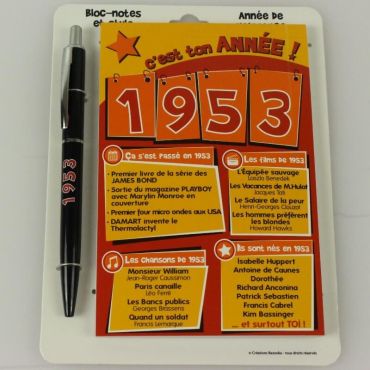 Bloc-notes
Année de
c'est ton ANNÉE !
1953
1953
Ça s'est passé en 1953
• Premier livre de la série des
JAMES BOND
• Sortie du magazine PLAYBOY
avec Marylin Monroe en
couverture
• Premier four micro ondes aux USA
• DAMART invente le
Thermolactyl
Les films de 1953
L'Équipée sauvage
Laszlo Benedek
Les Vacances de M.Hulot
Jacques Tati
Le Salaire de la peur
Henri-Georges Clouzot
Les hommes préfèrent
les blondes
Howard Hawks
Les chansons de 1953
Monsieur William
Jean-Roger Caussimon
Paris canaille
Léo Ferré
Les Bancs publics
Georges Brassens
Quand un soldat
Francis Lemarque
Ils sont nés en 1953
Isabelle Huppert
Antoine de Caunes
Dorothée
Richard Anconina
Patrick Sebastien
Francis Cabrel
Kim Bassinger
... et surtout TOI !